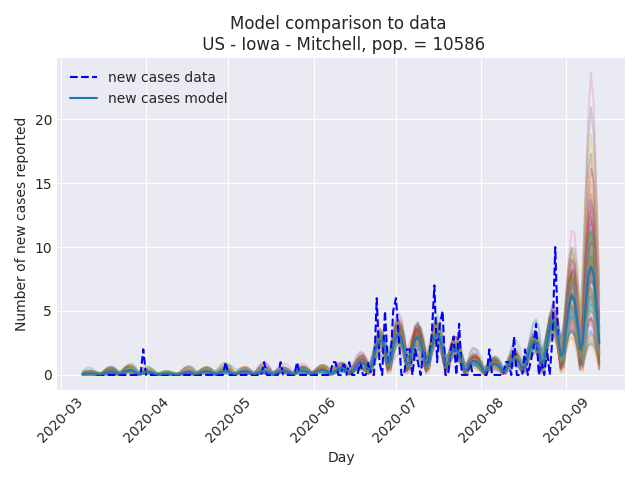 Model comparison to data
US - Iowa - Mitchell, pop. = 10586
new cases data
new cases model
Number of new cases reported
20
15
10
5
0
2020-03
2020-04
2020-05
2020-06
2020-07
2020-08
2020-09
Day